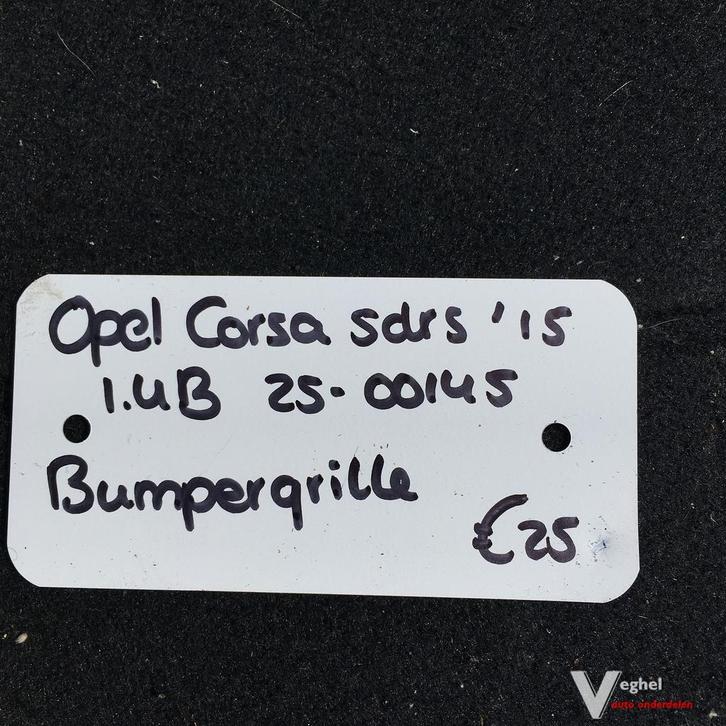 Opel Corsa 5drs '15
1.4B 25-00145
Bumpergrille
€25
Veghel
auto onderdelen